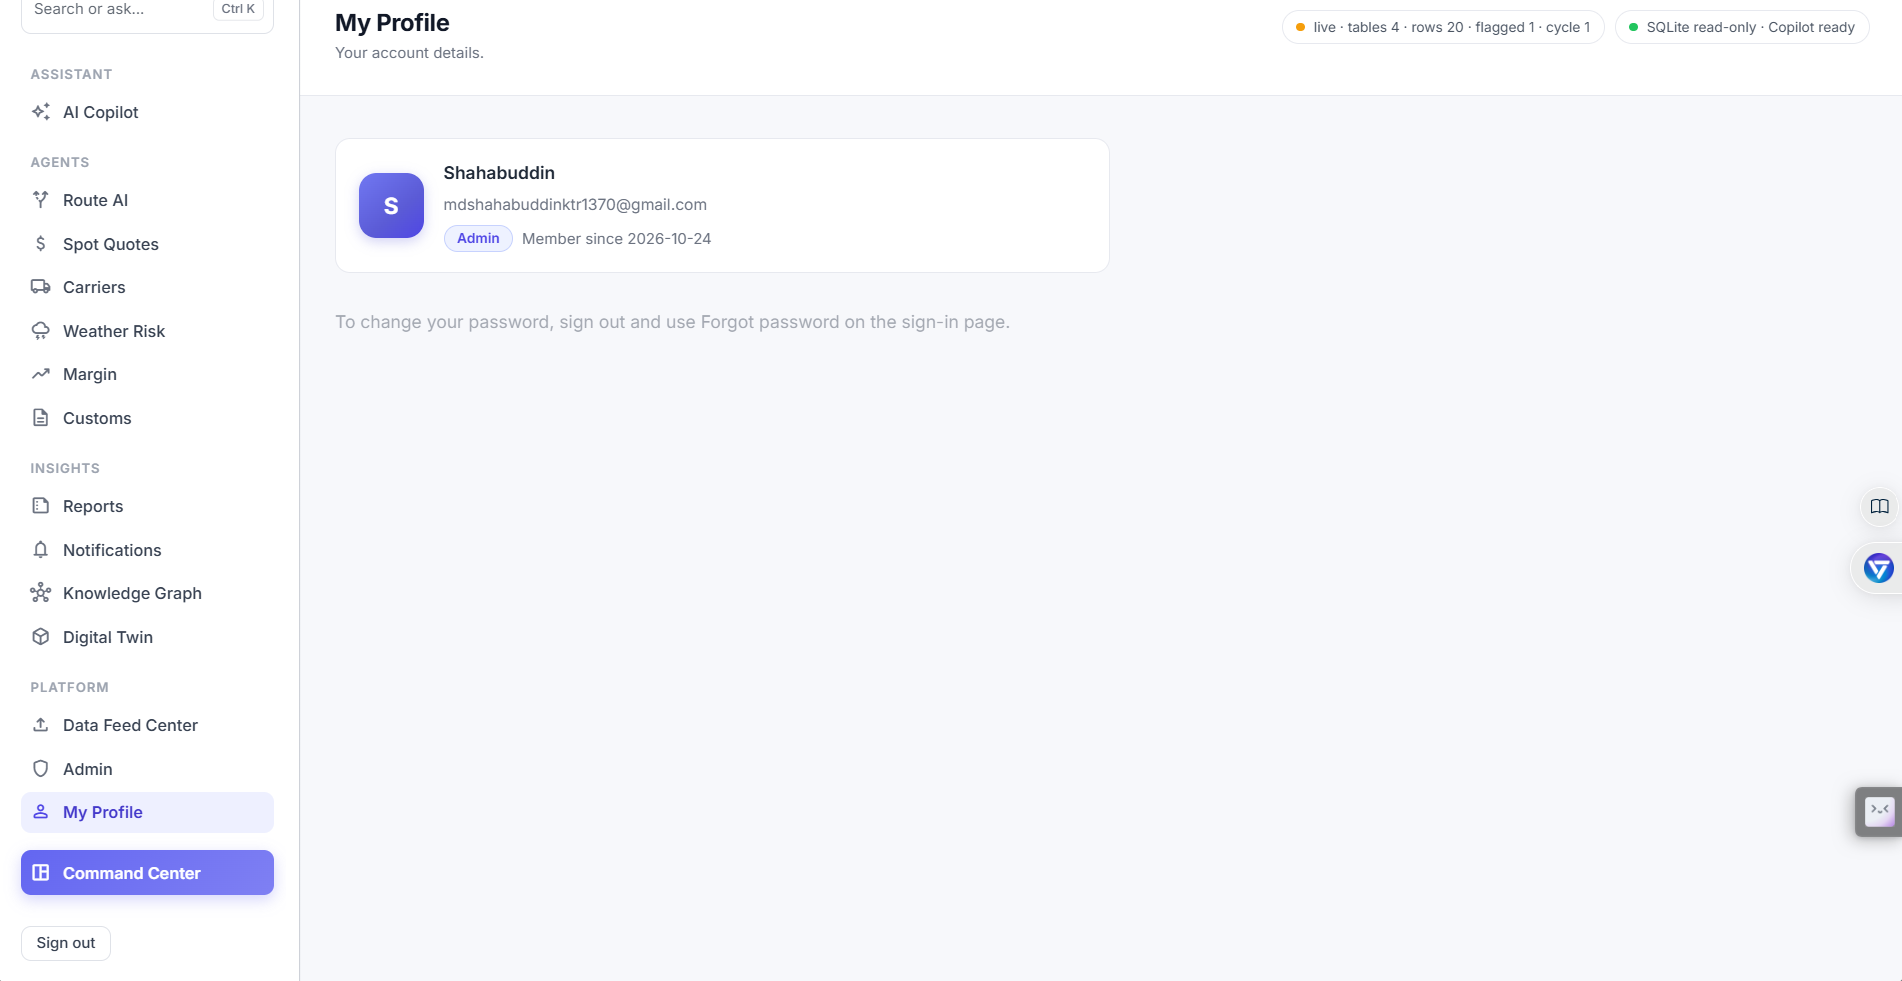 Search or ask...
Ctrl K
ASSISTANT
AI Copilot
AGENTS
Route AI
Spot Quotes
Carriers
Weather Risk
Margin
Customs
INSIGHTS
Reports
Notifications
Knowledge Graph
Digital Twin
PLATFORM
Data Feed Center
Admin
My Profile
Command Center
Sign out
My Profile
Your account details.
live · tables 4 · rows 20 · flagged 1 · cycle 1
SQLite read-only · Copilot ready
S
Shahabuddin
mdshahabuddinktr1370@gmail.com
Admin
Member since 2026-10-24
To change your password, sign out and use Forgot password on the sign-in page.